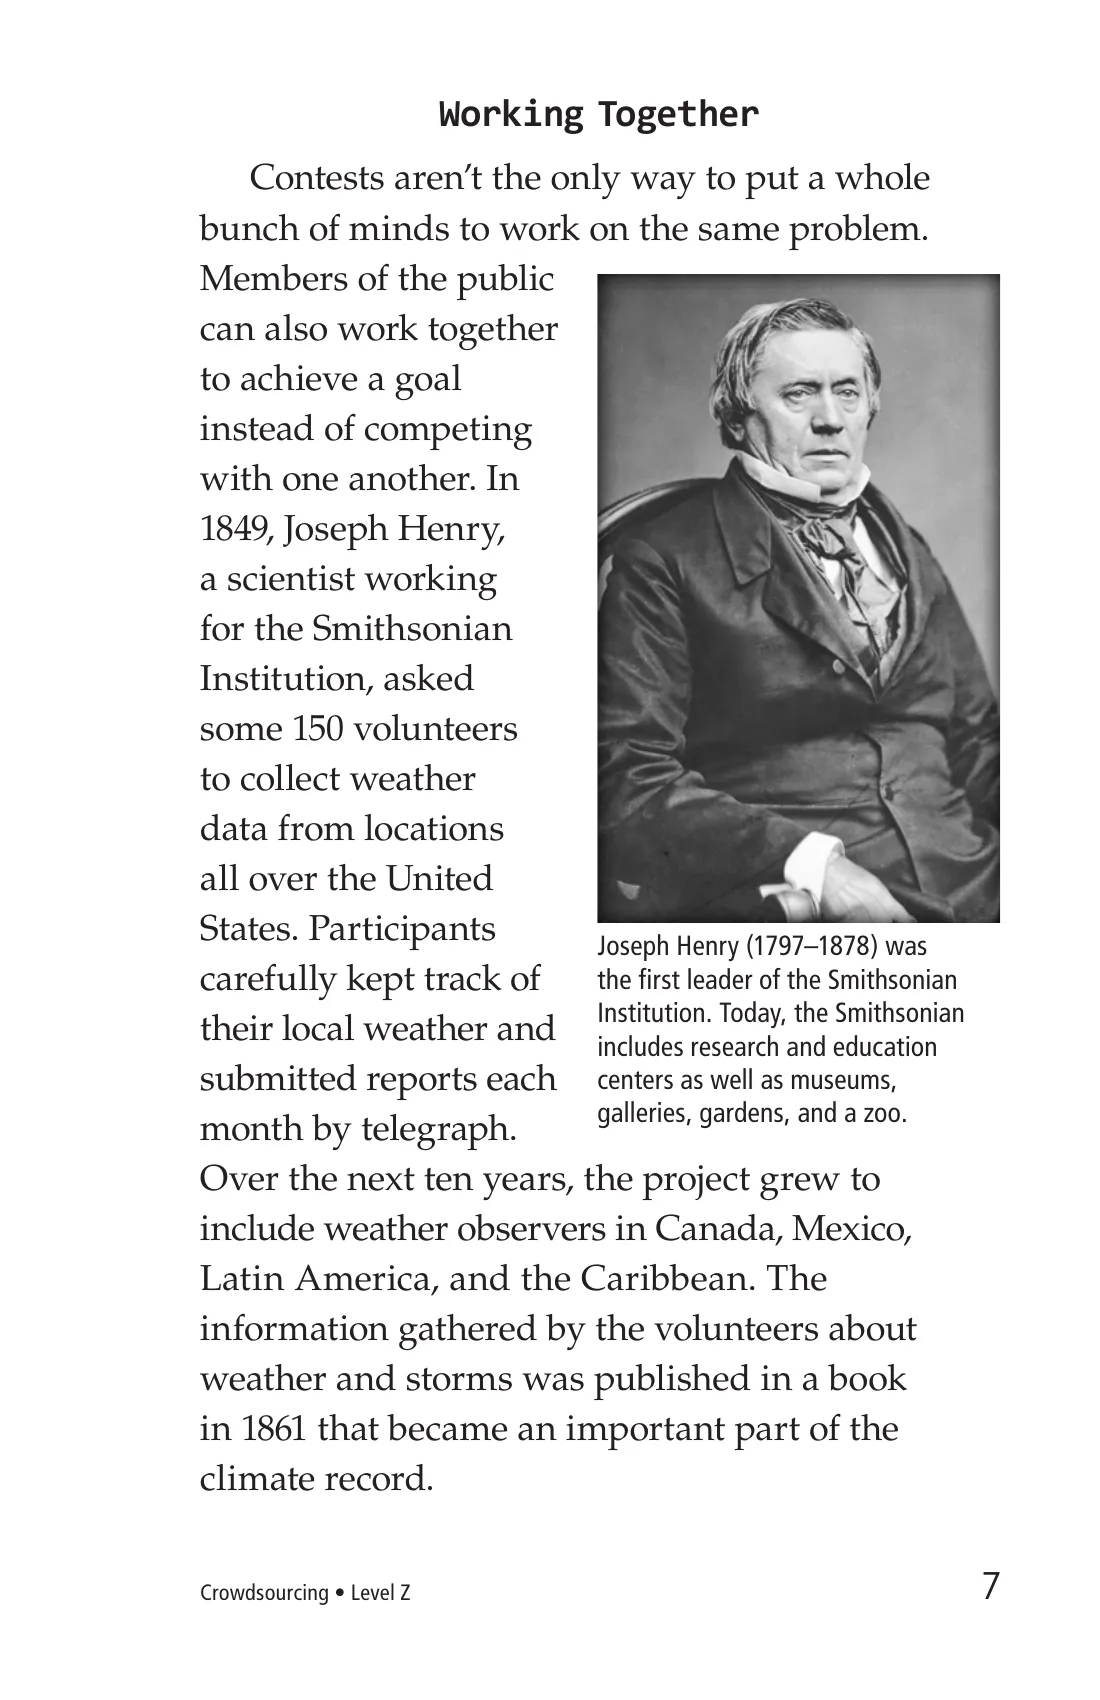 Working Together
Contests aren’t the only way to put a whole
bunch of minds to work on the same problem.
Members of the public
can also work together
to achieve a goal
instead of competing
with one another. In
1849, Joseph Henry,
a scientist working
for the Smithsonian
Institution, asked
some 150 volunteers
to collect weather
data from locations
all over the United
States. Participants
carefully kept track of
their local weather and
submitted reports each
month by telegraph.
Over the next ten years, the project grew to
include weather observers in Canada, Mexico,
Latin America, and the Caribbean. The
information gathered by the volunteers about
weather and storms was published in a book
in 1861 that became an important part of the
climate record.
Joseph Henry (1797–1878) was
the first leader of the Smithsonian
Institution. Today, the Smithsonian
includes research and education
centers as well as museums,
galleries, gardens, and a zoo.
Crowdsourcing • Level Z
7